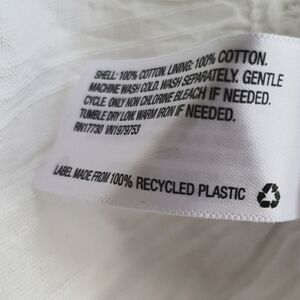 SHELL: 100% COTTON. LINING: 100% COTTON.
MACHINE WASH COLD. WASH SEPARATELY. GENTLE
CYCLE. ONLY NON CHLORINE BLEACH IF NEEDED.
TUMBLE DRY LOW. WARM IRON IF NEEDED.
RN17730 VN1979753
LABEL MADE FROM 100% RECYCLED PLASTIC